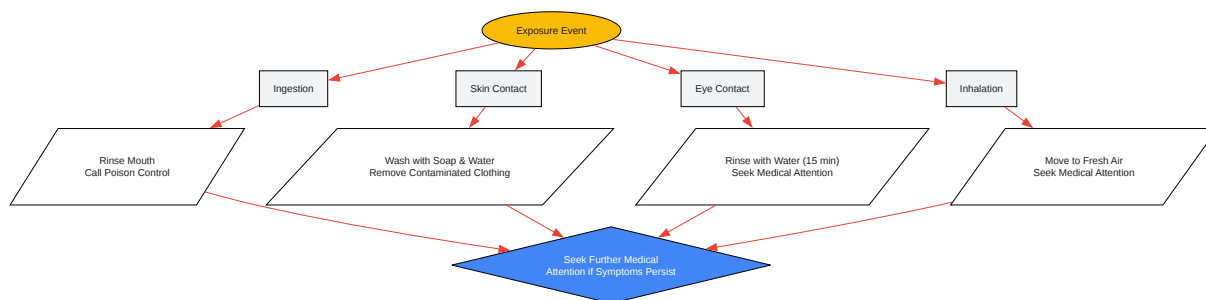 Exposure Event
Ingestion
Skin Contact
Eye Contact
Inhalation
Rinse Mouth
Call Poison Control
Wash with Soap & Water
Remove Contaminated Clothing
Rinse with Water (15 min)
Seek Medical Attention
Move to Fresh Air
Seek Medical Attention
Seek Further Medical
Attention if Symptoms Persist